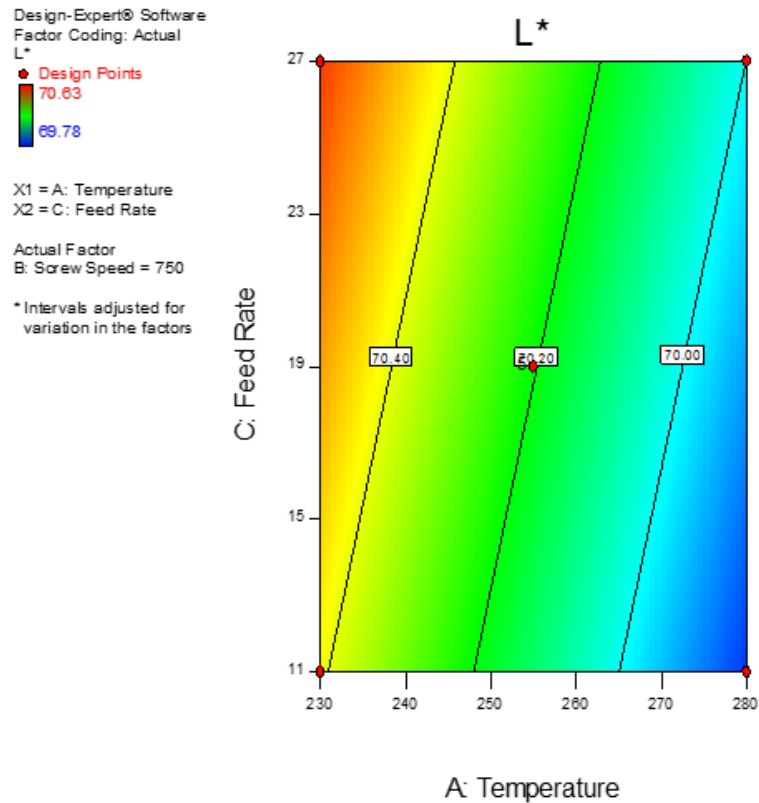 Design-Expert® Software
Factor Coding: Actual
L*
Design Points
70.63
69.78
X1 = A: Temperature
X2 = C: Feed Rate
Actual Factor
B: Screw Speed = 750
* Intervals adjusted for
variation in the factors
L*
27
23
19
15
11
C: Feed Rate
70.40
70.00
230
240
250
260
270
280
A: Temperature